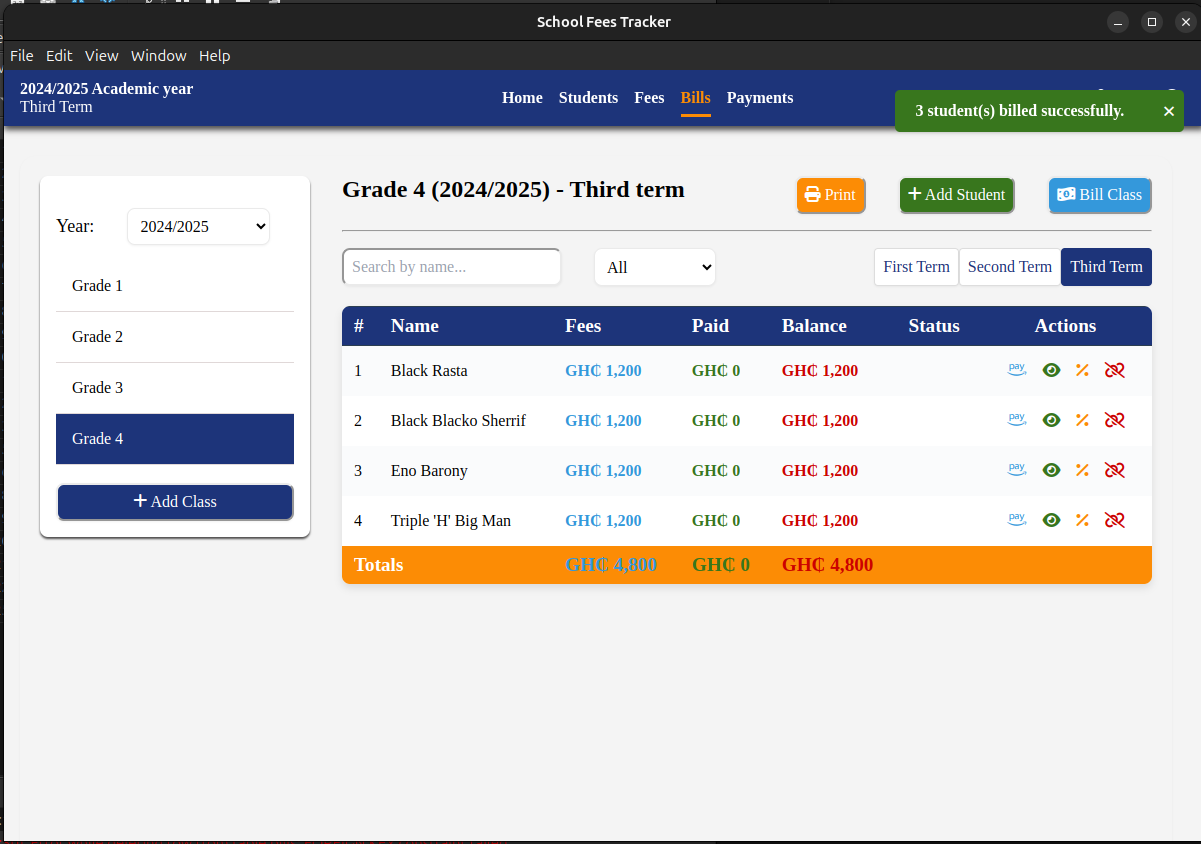 School Fees Tracker
File Edit View Window Help
2024/2025 Academic year
Third Term
Home Students Fees Bills Payments
3 student(s) billed successfully. ×
Year: 2024/2025
Grade 1
Grade 2
Grade 3
Grade 4
+ Add Class
Grade 4 (2024/2025) - Third term
Print + Add Student Bill Class
Search by name... All First Term Second Term Third Term
# Name Fees Paid Balance Status Actions
1 Black Rasta GH₵ 1,200 GH₵ 0 GH₵ 1,200 pay
2 Black Blacko Sherrif GH₵ 1,200 GH₵ 0 GH₵ 1,200 pay
3 Eno Barony GH₵ 1,200 GH₵ 0 GH₵ 1,200 pay
4 Triple 'H' Big Man GH₵ 1,200 GH₵ 0 GH₵ 1,200 pay
Totals GH₵ 4,800 GH₵ 0 GH₵ 4,800